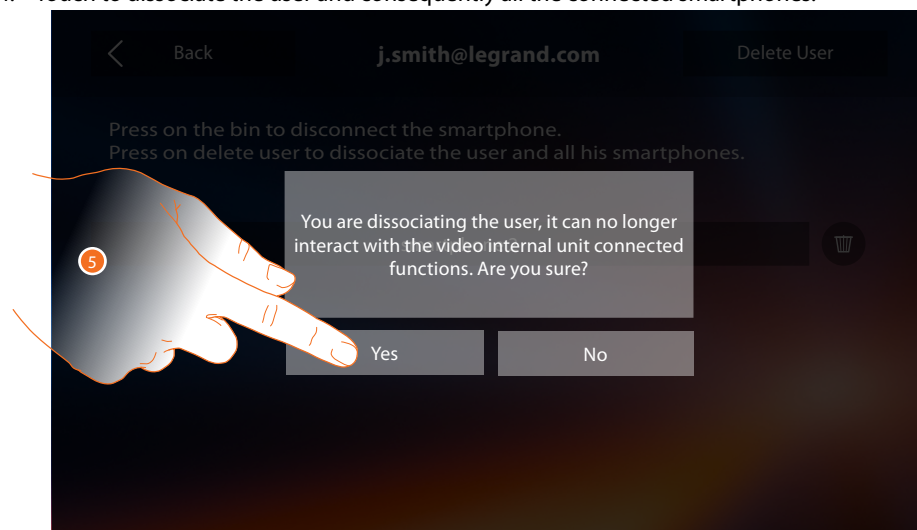 Touch to dissociate the user and consequently all the connected smartphones.
Back
j.smith@legrand.com
Delete User
Press on the bin to disconnect the smartphone.
Press on delete user to dissociate the user and all his smartphones.
You are dissociating the user, it can no longer
interact with the video internal unit connected
functions. Are you sure?
5
Yes
No